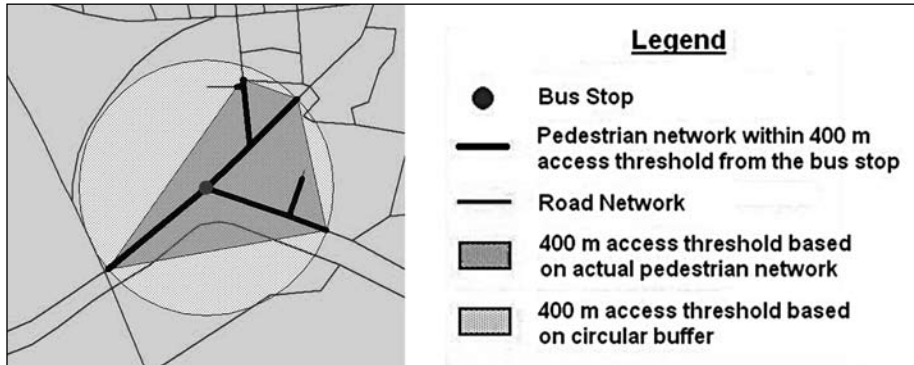 Legend
Bus Stop
Pedestrian network within 400 m
access threshold from the bus stop
Road Network
400 m access threshold based
on actual pedestrian network
400 m access threshold based
on circular buffer